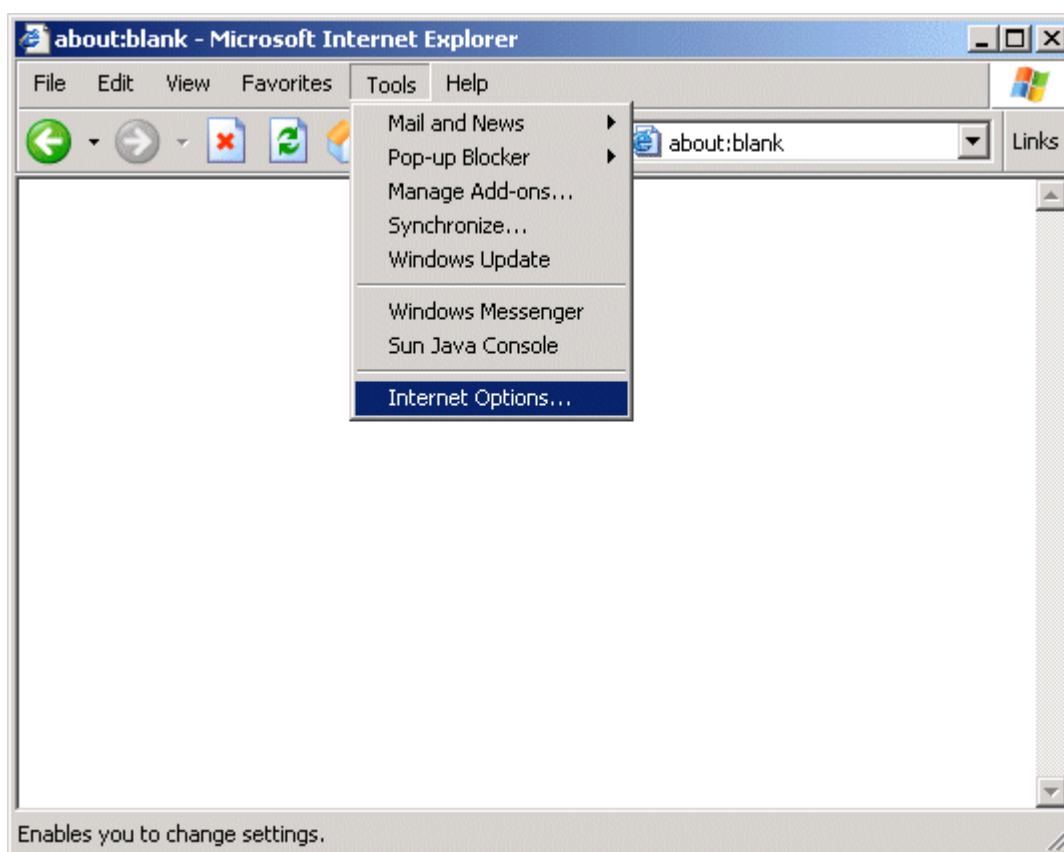 about:blank - Microsoft Internet Explorer
File Edit View Favorites Tools Help
about:blank Links
Mail and News
Pop-up Blocker
Manage Add-ons...
Synchronize...
Windows Update
Windows Messenger
Sun Java Console
Internet Options...
Enables you to change settings.